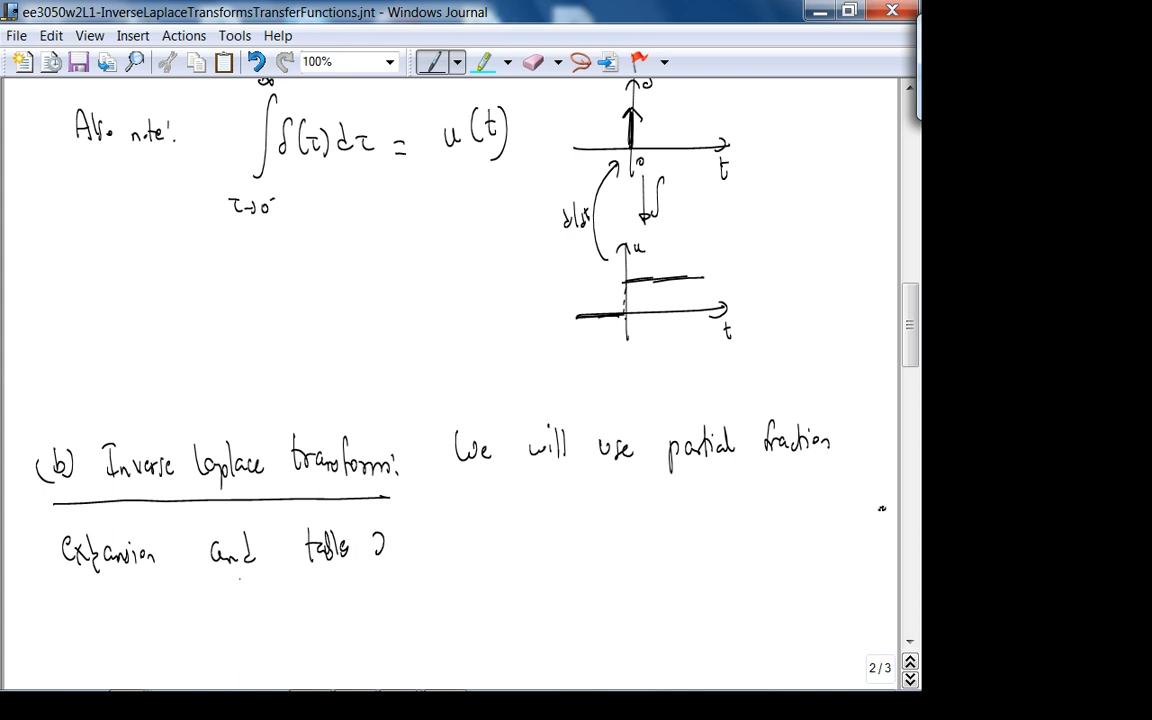 ee3050w2L1-InverseLaplaceTransformsTransferFunctions.jnt - Windows Journal
File Edit View Insert Actions Tools Help
100%
∞
Also note: ∫ δ(τ) dτ = u(t)
τ→0⁻
δ
0
t
d/dt
∫
u
t
(b) Inverse Laplace transform: We will use partial fraction
expansion and table
2 / 3